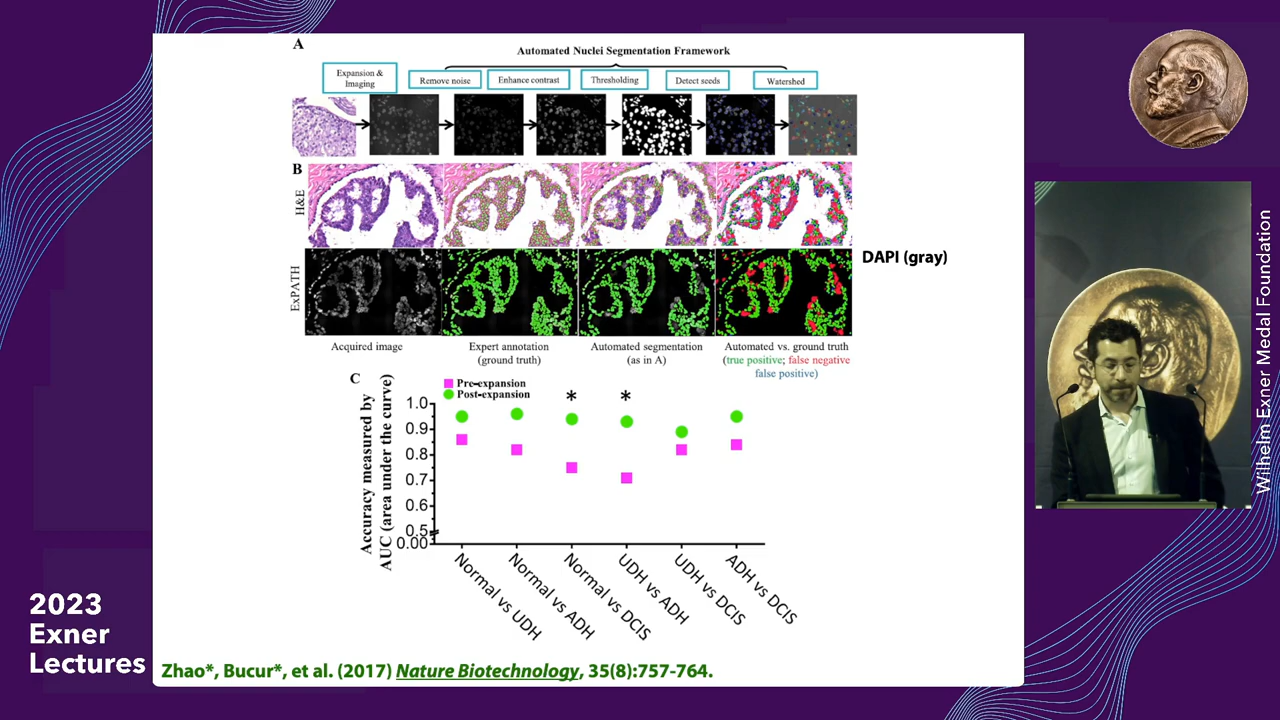 A
Automated Nuclei Segmentation Framework
Expansion &
Imaging
Remove noise
Enhance contrast
Thresholding
Detect seeds
Watershed
B
H&E
ExPATH
DAPI (gray)
Acquired image
Expert annotation
(ground truth)
Automated segmentation
(as in A)
Automated vs. ground truth
(true positive; false negative
false positive)
C
Pre-expansion
Post-expansion
* *
Accuracy measured by
AUC (area under the curve)
1.0
0.9
0.8
0.7
0.6
0.5
0.00
Normal vs UDH
Normal vs ADH
Normal vs DCIS
UDH vs ADH
UDH vs DCIS
ADH vs DCIS
Zhao*, Bucur*, et al. (2017) Nature Biotechnology, 35(8):757-764.
2023
Exner
Lectures
Wilhelm Exner Medal Foundation